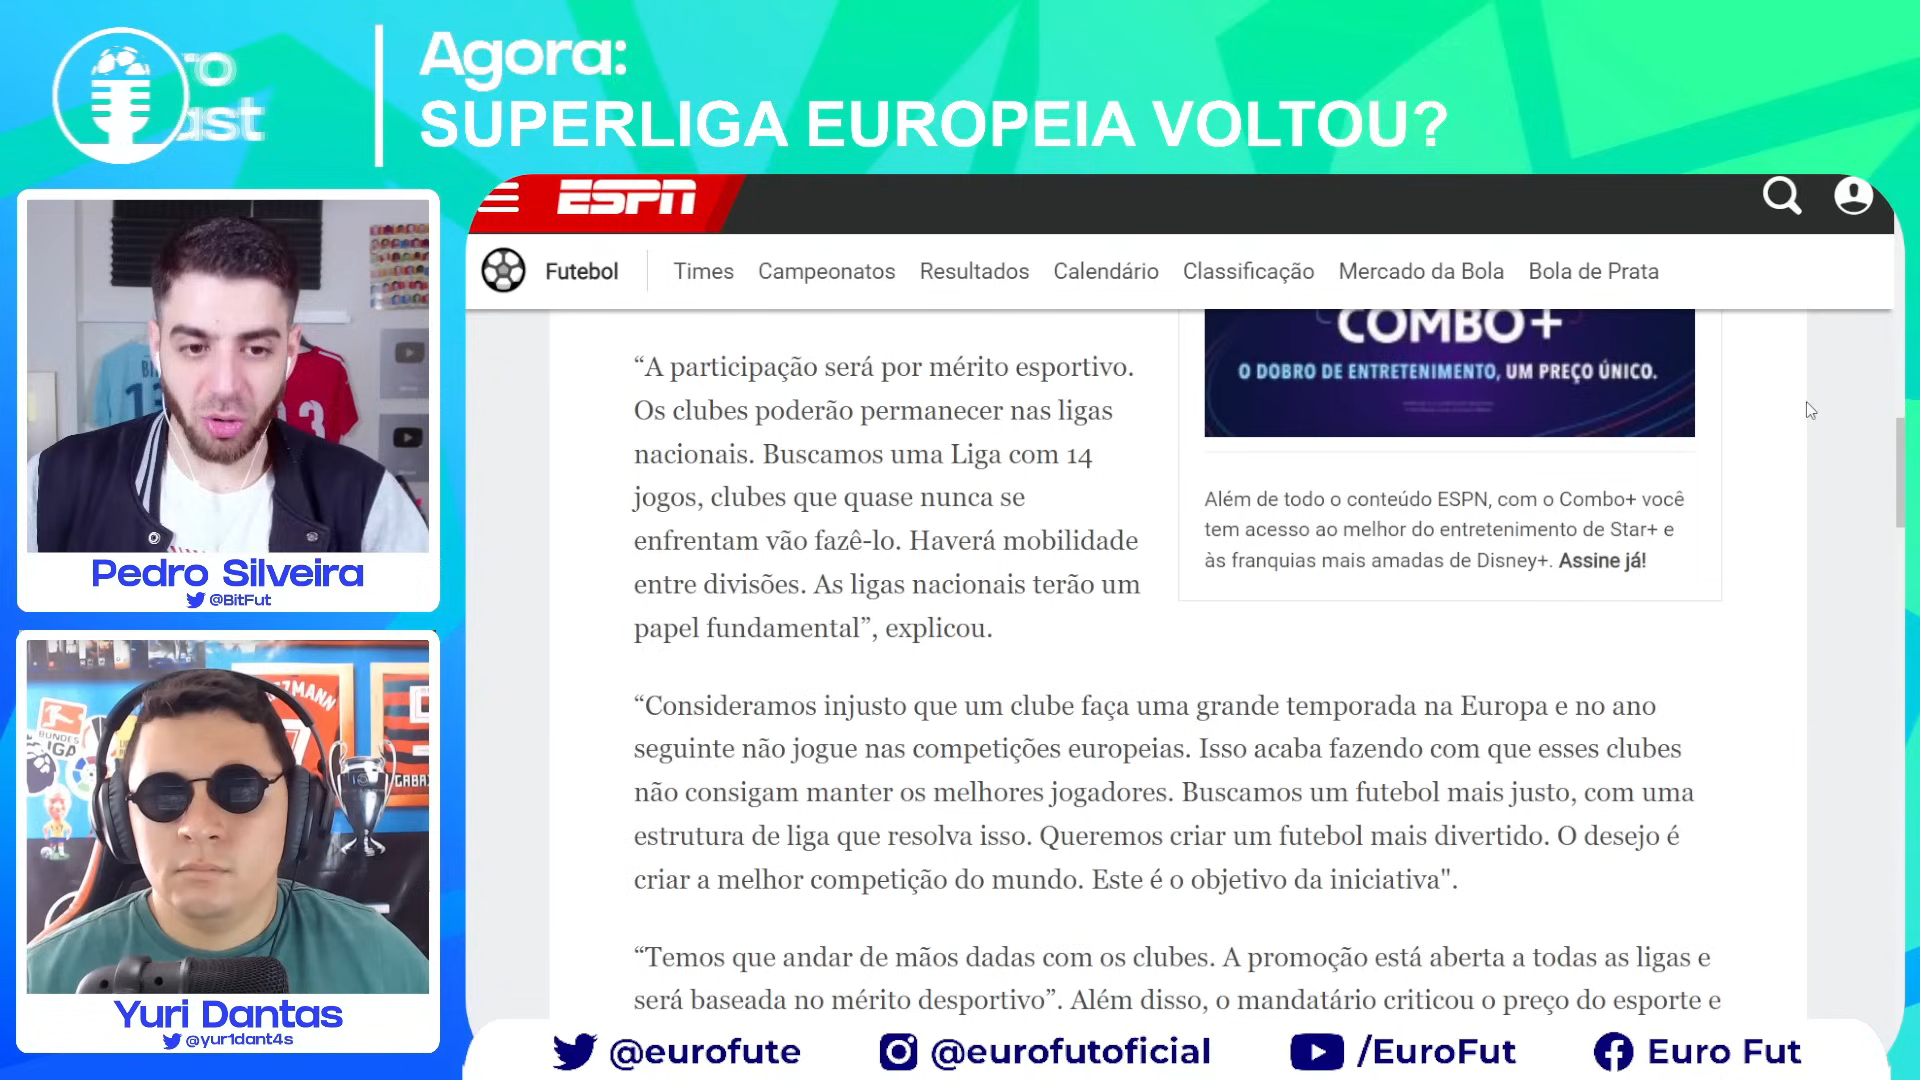 Agora:
SUPERLIGA EUROPEIA VOLTOU?
ESPN
Futebol
Times
Campeonatos
Resultados
Calendário
Classificação
Mercado da Bola
Bola de Prata
COMBO+
O DOBRO DE ENTRETENIMENTO, UM PREÇO ÚNICO.
Além de todo o conteúdo ESPN, com o Combo+ você
tem acesso ao melhor do entretenimento de Star+ e
às franquias mais amadas de Disney+. Assine já!
“A participação será por mérito esportivo.
Os clubes poderão permanecer nas ligas
nacionais. Buscamos uma Liga com 14
jogos, clubes que quase nunca se
enfrentam vão fazê-lo. Haverá mobilidade
entre divisões. As ligas nacionais terão um
papel fundamental”, explicou.
“Consideramos injusto que um clube faça uma grande temporada na Europa e no ano
seguinte não jogue nas competições europeias. Isso acaba fazendo com que esses clubes
não consigam manter os melhores jogadores. Buscamos um futebol mais justo, com uma
estrutura de liga que resolva isso. Queremos criar um futebol mais divertido. O desejo é
criar a melhor competição do mundo. Este é o objetivo da iniciativa".
“Temos que andar de mãos dadas com os clubes. A promoção está aberta a todas as ligas e
será baseada no mérito desportivo”. Além disso, o mandatário criticou o preço do esporte e
Pedro Silveira
@BitFut
BUNDES
LIGA
Yuri Dantas
@yur1dant4s
@eurofute
@eurofutoficial
/EuroFut
Euro Fut